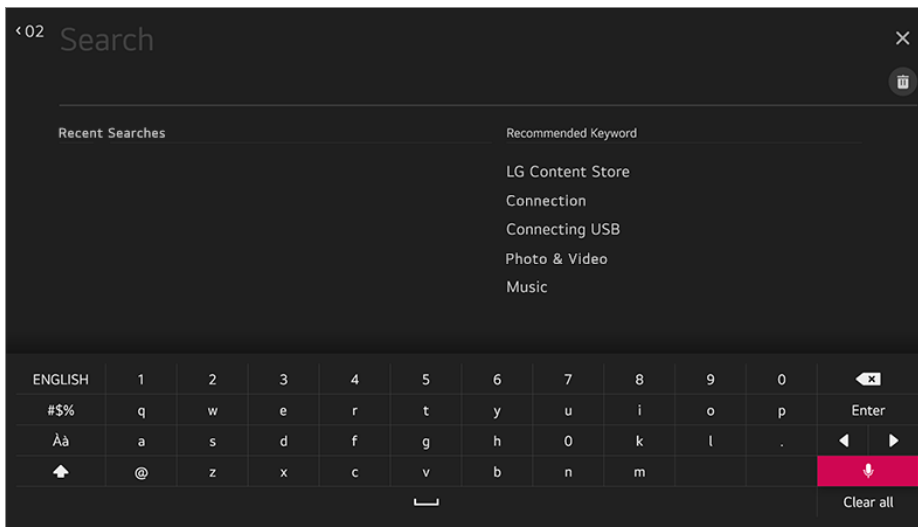 ‹02 Search
Recent Searches
Recommended Keyword
LG Content Store
Connection
Connecting USB
Photo & Video
Music
ENGLISH 1 2 3 4 5 6 7 8 9 0
#$% q w e r t y u i o p Enter
Àà a s d f g h 0 k l .
@ z x c v b n m
Clear all